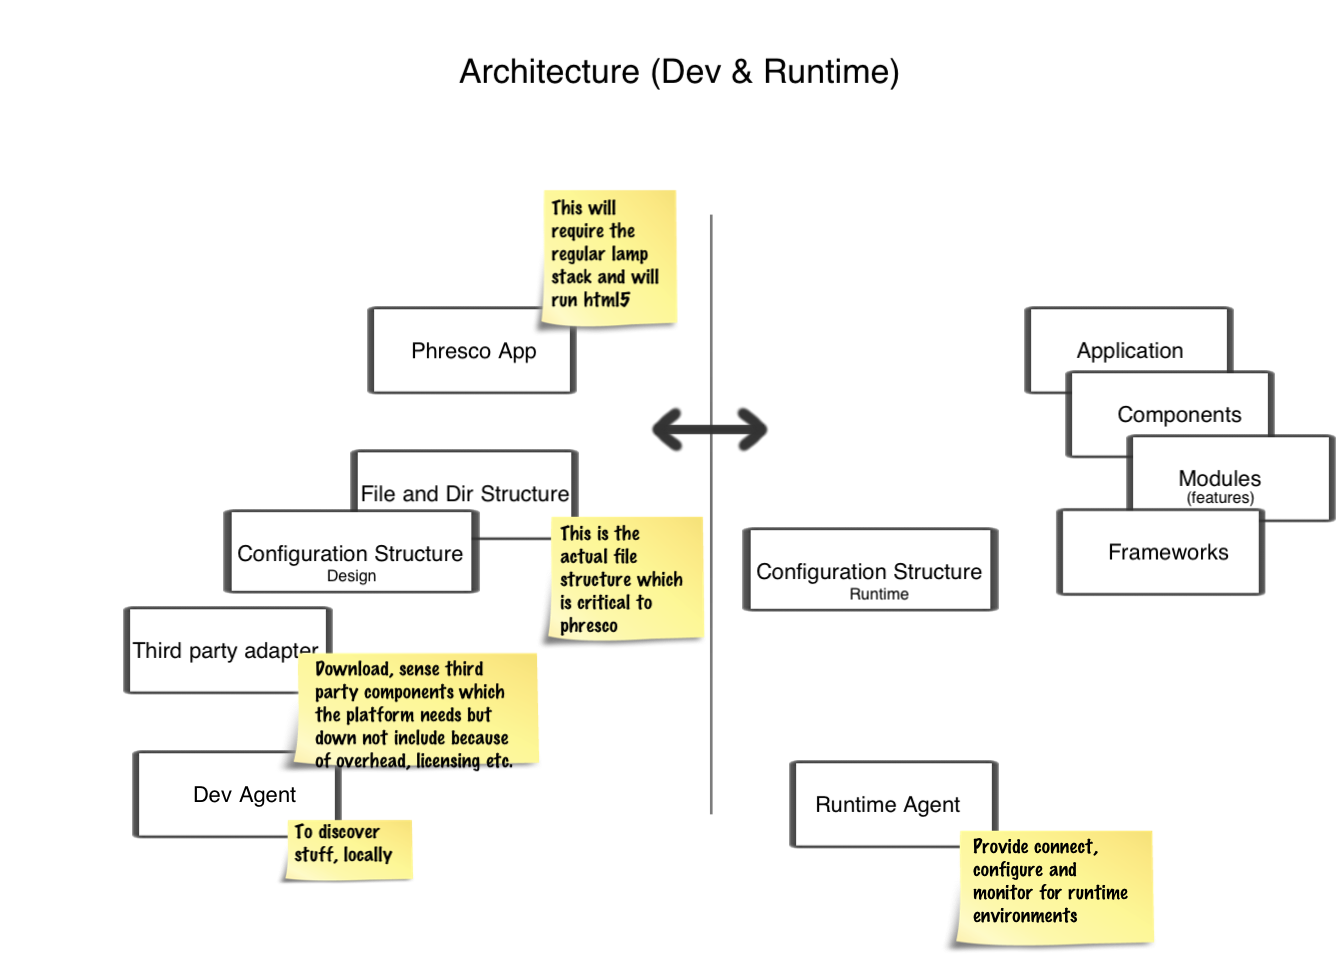 Architecture (Dev & Runtime)
This will
require the
regular lamp
stack and will
run html5
Phresco App
File and Dir Structure
Configuration Structure
Design
This is the
actual file
structure which
is critical to
phresco
Third party adapter
Download, sense third
party components which
the platform needs but
down not include because
of overhead, licensing etc.
Dev Agent
To discover
stuff, locally
Application
Components
Modules
(features)
Frameworks
Configuration Structure
Runtime
Runtime Agent
Provide connect,
configure and
monitor for runtime
environments